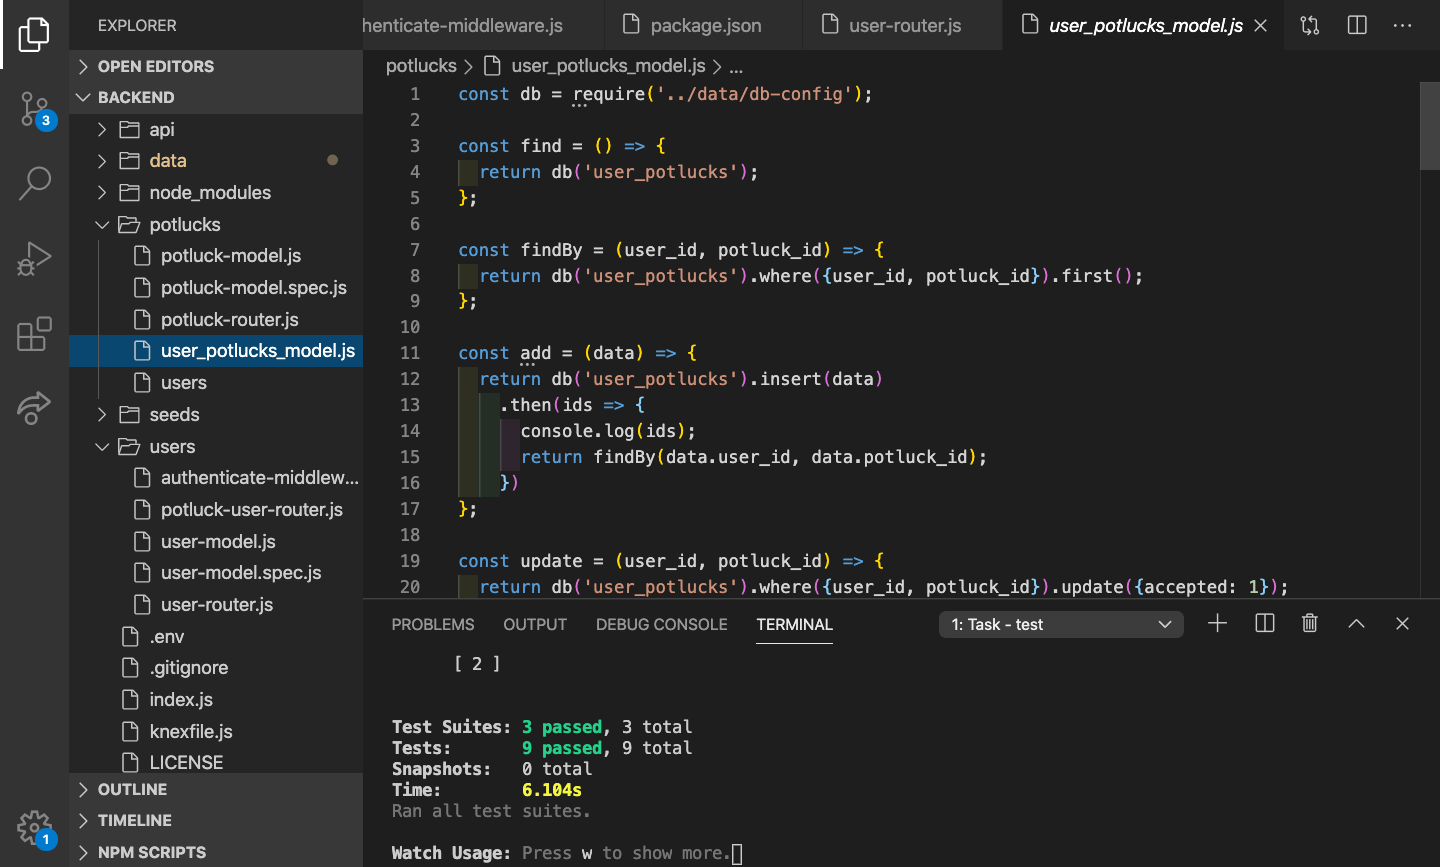 EXPLORER
OPEN EDITORS
BACKEND
api
data
node_modules
potlucks
potluck-model.js
potluck-model.spec.js
potluck-router.js
user_potlucks_model.js
users
seeds
users
authenticate-middlew...
potluck-user-router.js
user-model.js
user-model.spec.js
user-router.js
.env
.gitignore
index.js
knexfile.js
LICENSE
OUTLINE
TIMELINE
NPM SCRIPTS
3
1
henticate-middleware.js package.json user-router.js user_potlucks_model.js ...
potlucks > user_potlucks_model.js > ...
1 const db = require('../data/db-config');
2
3 const find = () => {
4 return db('user_potlucks');
5 };
6
7 const findBy = (user_id, potluck_id) => {
8 return db('user_potlucks').where({user_id, potluck_id}).first();
9 };
10
11 const add = (data) => {
12 return db('user_potlucks').insert(data)
13 .then(ids => {
14 console.log(ids);
15 return findBy(data.user_id, data.potluck_id);
16 })
17 };
18
19 const update = (user_id, potluck_id) => {
20 return db('user_potlucks').where({user_id, potluck_id}).update({accepted: 1});
PROBLEMS OUTPUT DEBUG CONSOLE TERMINAL 1: Task - test
[ 2 ]
Test Suites: 3 passed, 3 total
Tests: 9 passed, 9 total
Snapshots: 0 total
Time: 6.104s
Ran all test suites.
Watch Usage: Press w to show more.